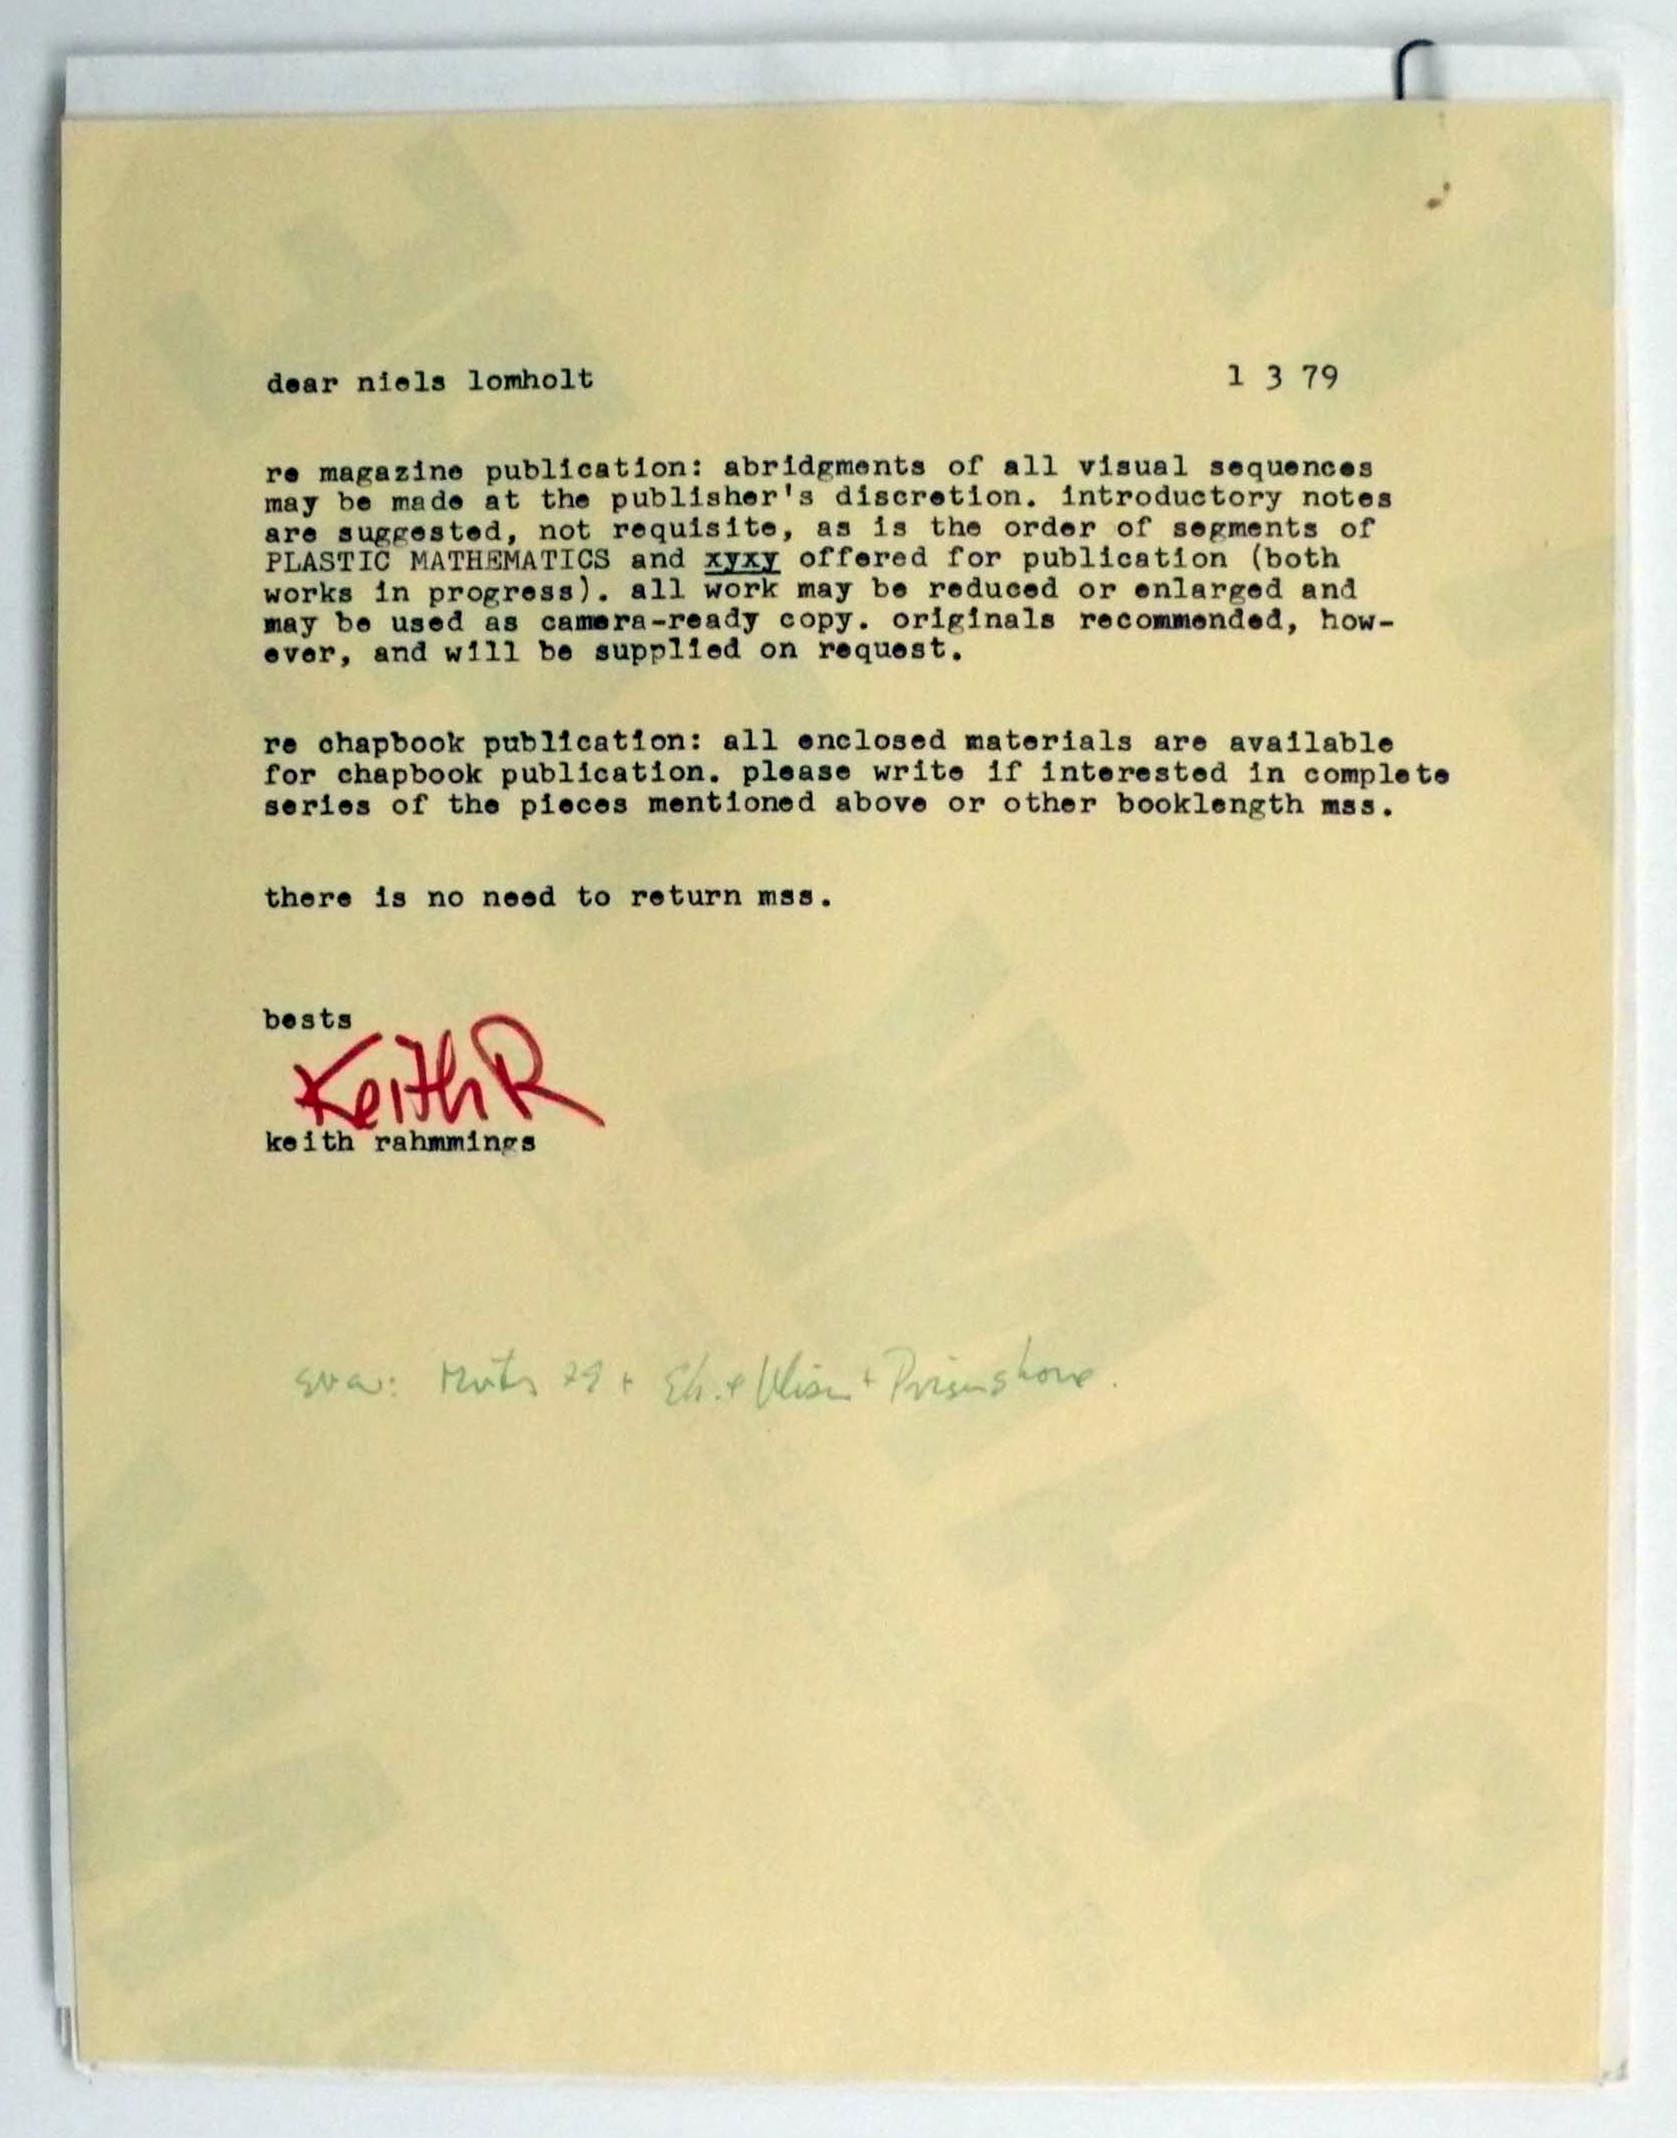 dear niels lomholt 1 3 79
re magazine publication: abridgments of all visual sequences
may be made at the publisher's discretion. introductory notes
are suggested, not requisite, as is the order of segments of
PLASTIC MATHEMATICS and xyxy offered for publication (both
works in progress). all work may be reduced or enlarged and
may be used as camera-ready copy. originals recommended, how-
ever, and will be supplied on request.
re chapbook publication: all enclosed materials are available
for chapbook publication. please write if interested in complete
series of the pieces mentioned above or other booklength mss.
there is no need to return mss.
bests
Keith R
keith rahmmings